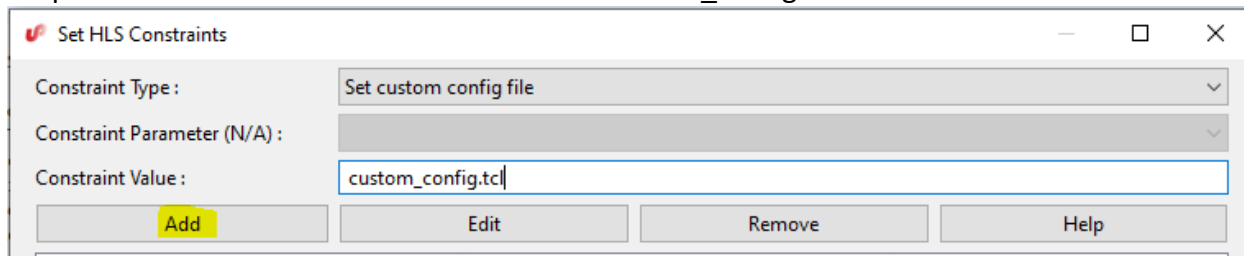 Set HLS Constraints
Constraint Type : Set custom config file
Constraint Parameter (N/A) :
Constraint Value : custom_config.tcl
Add Edit Remove Help